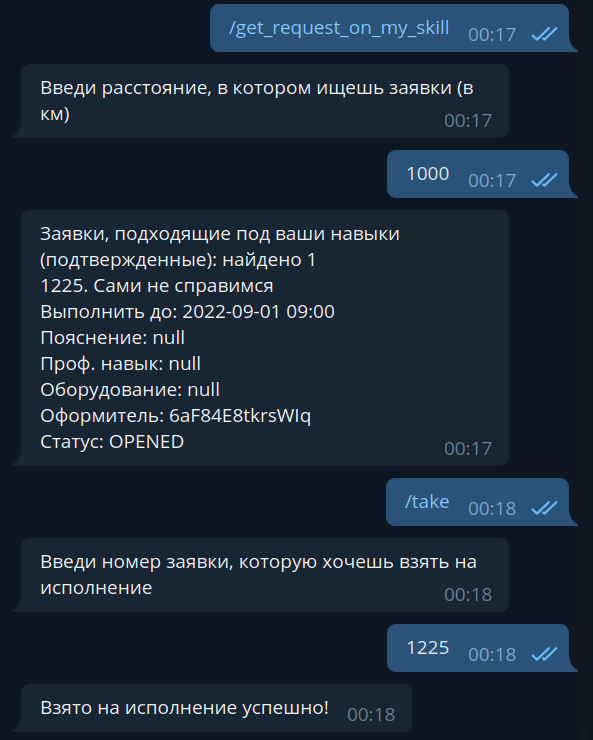 /get_request_on_my_skill 00:17
Введи расстояние, в котором ищешь заявки (в
км) 00:17
1000 00:17
Заявки, подходящие под ваши навыки
(подтвержденные): найдено 1
1225. Сами не справимся
Выполнить до: 2022-09-01 09:00
Пояснение: null
Проф. навык: null
Оборудование: null
Оформитель: 6aF84E8tkrsWIq
Статус: OPENED 00:17
/take 00:18
Введи номер заявки, которую хочешь взять на
исполнение 00:18
1225 00:18
Взято на исполнение успешно! 00:18